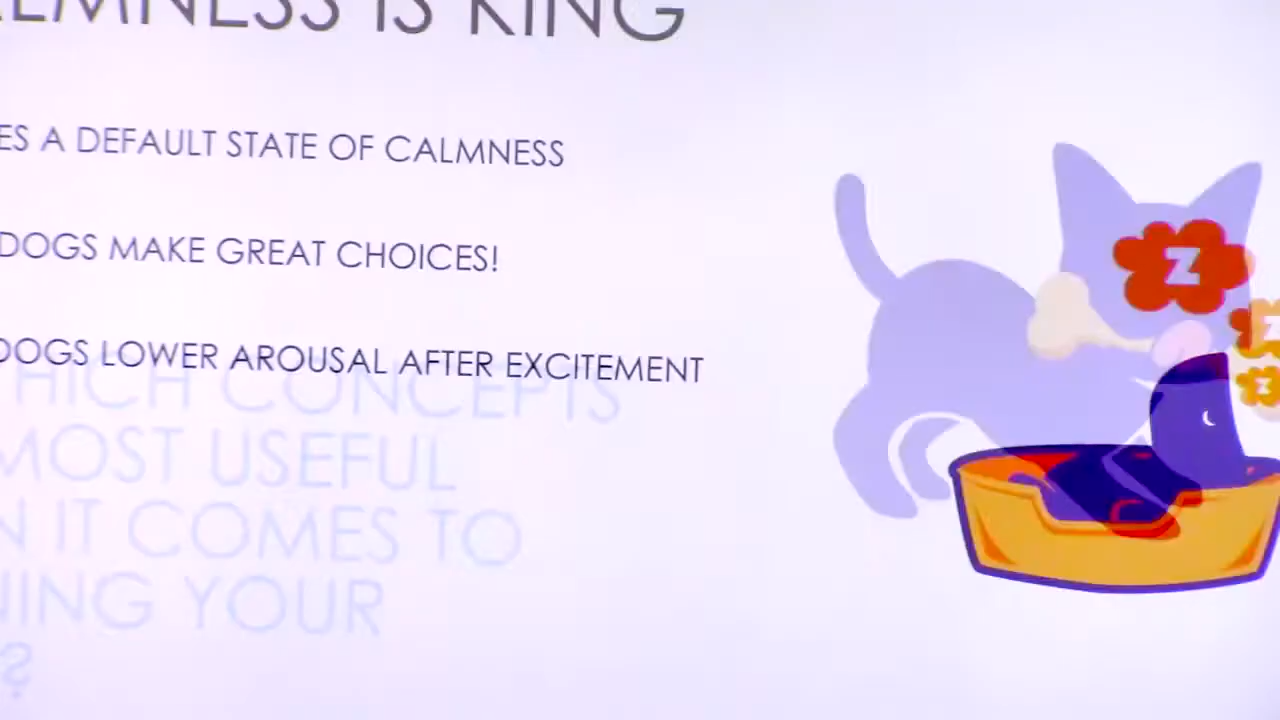 LMNESS IS KING
ES A DEFAULT STATE OF CALMNESS
DOGS MAKE GREAT CHOICES!
DOGS LOWER AROUSAL AFTER EXCITEMENT
HICH CONCEPTS
MOST USEFUL
N IT COMES TO
NING YOUR
?
Z
Z
Z